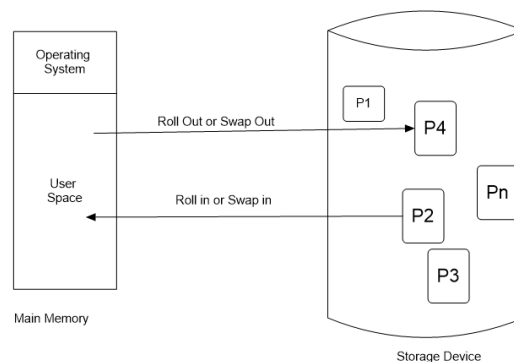 Operating
System
P1
Roll Out or Swap Out
P4
User
Space
Roll in or Swap in
P2
Pn
P3
Main Memory
Storage Device